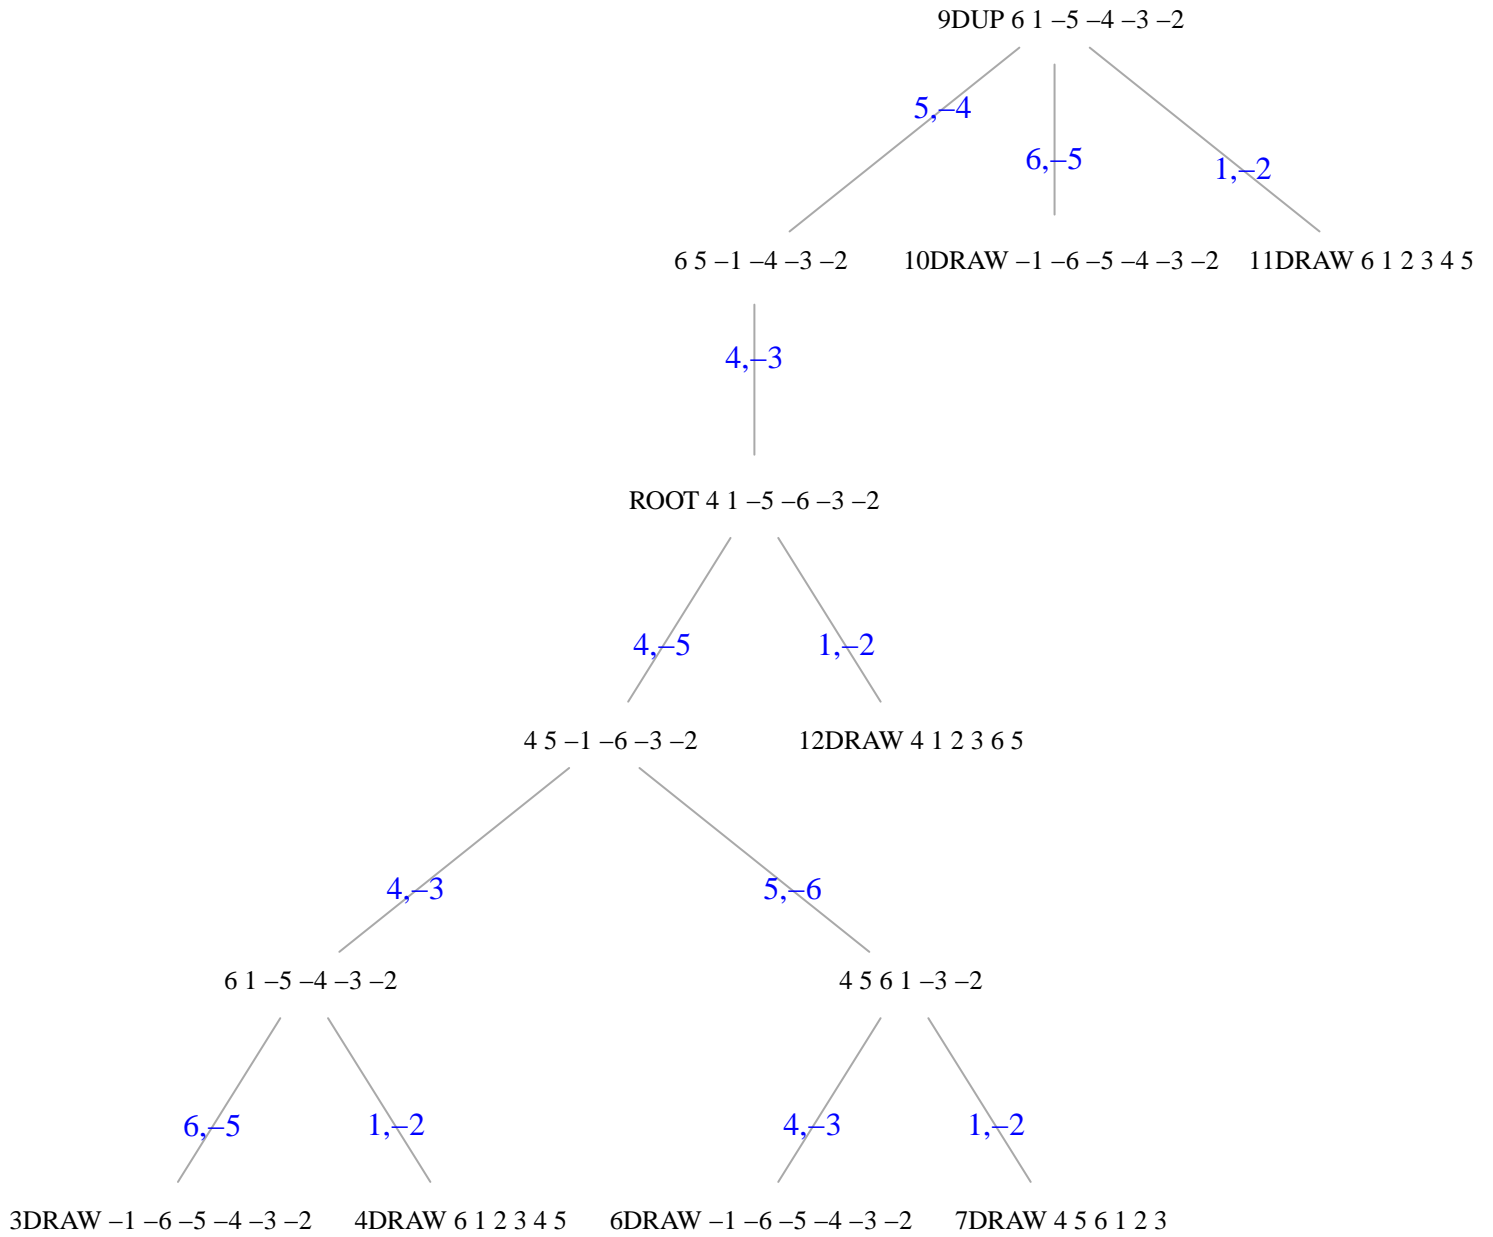 9DUP 6 1 –5 –4 –3 –2
5,–4
6,–5
1,–2
6 5 –1 –4 –3 –2
10DRAW –1 –6 –5 –4 –3 –2
11DRAW 6 1 2 3 4 5
4,–3
ROOT 4 1 –5 –6 –3 –2
4,–5
1,–2
4 5 –1 –6 –3 –2
12DRAW 4 1 2 3 6 5
4,–3
5,–6
6 1 –5 –4 –3 –2
4 5 6 1 –3 –2
6,–5
1,–2
4,–3
1,–2
3DRAW –1 –6 –5 –4 –3 –2
4DRAW 6 1 2 3 4 5
6DRAW –1 –6 –5 –4 –3 –2
7DRAW 4 5 6 1 2 3